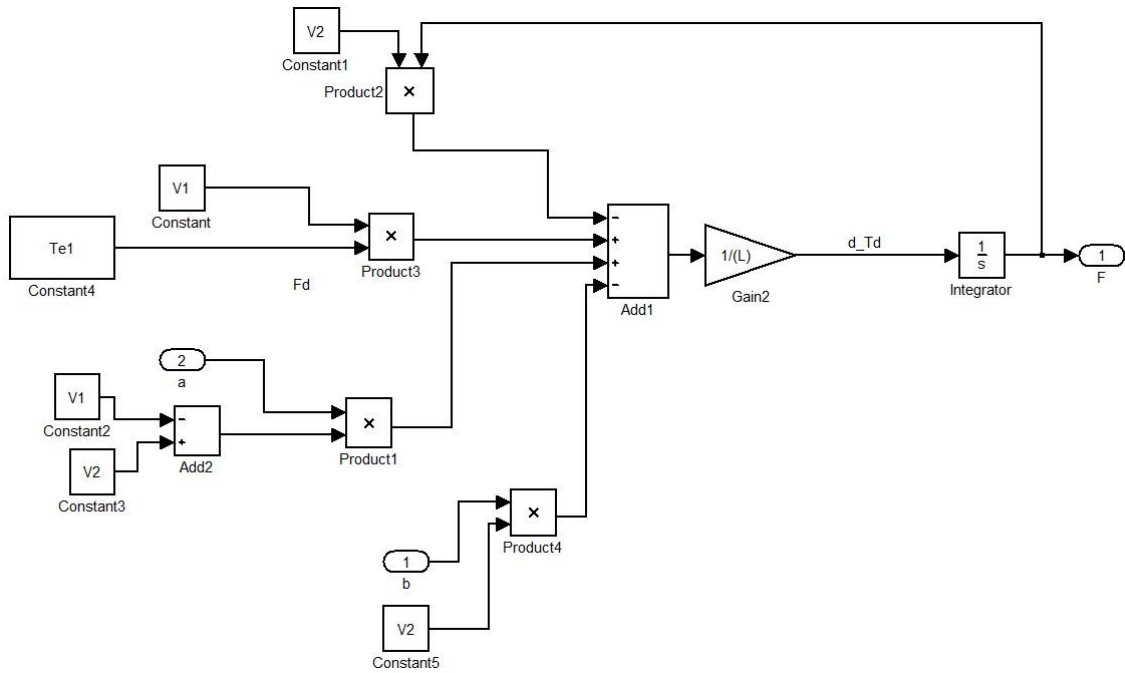 V2
Constant1
Product2
×
V1
Constant
Te1
Constant4
×
Product3
Fd
−
+
+
−
Add1
1/(L)
Gain2
d_Td
1
s
Integrator
1
F
2
a
V1
Constant2
V2
Constant3
−
+
Add2
×
Product1
×
Product4
1
b
V2
Constant5